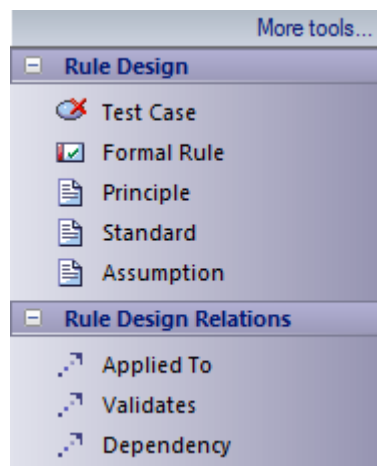 More tools...
Rule Design
Test Case
Formal Rule
Principle
Standard
Assumption
Rule Design Relations
Applied To
Validates
Dependency